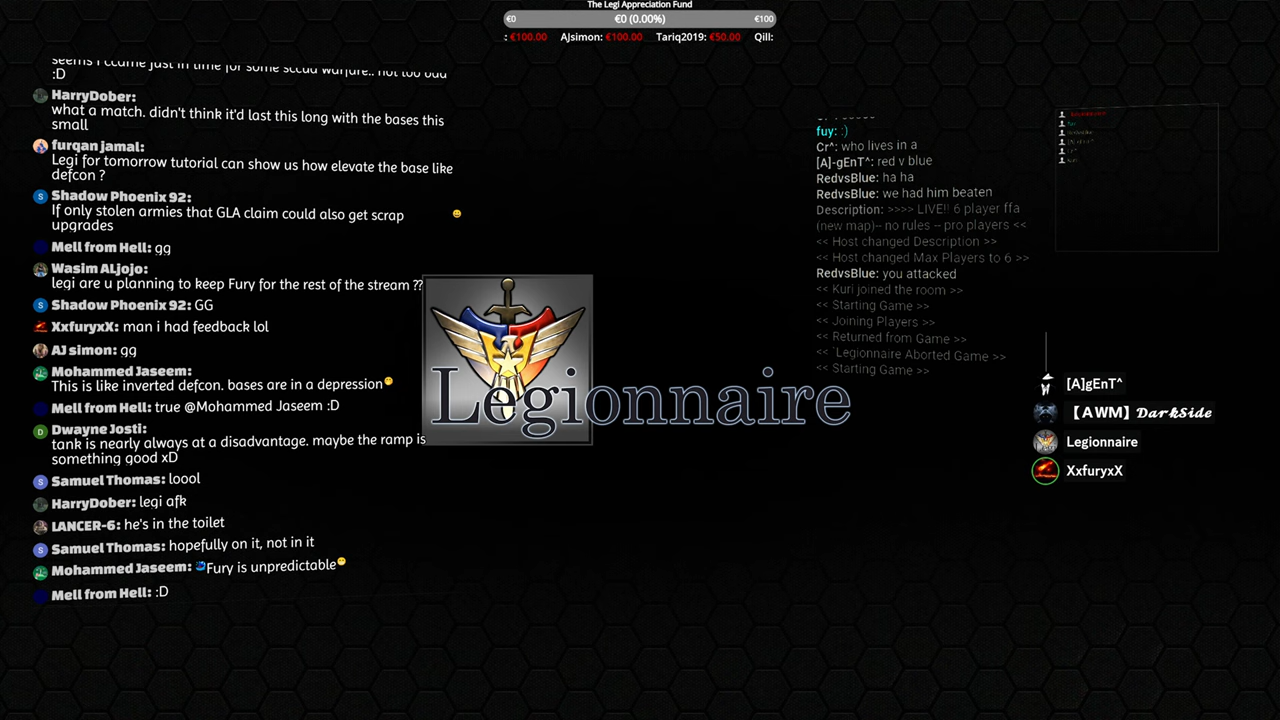 The Legi Appreciation Fund
€0 €0 (0.00%) €100
: €100.00 AJsimon: €100.00 Tariq2019: €50.00 Qill:
:D
HarryDober:
what a match. didn't think it'd last this long with the bases this
small
furqan jamal:
Legi for tomorrow tutorial can show us how elevate the base like
defcon ?
Shadow Phoenix 92:
If only stolen armies that GLA claim could also get scrap
upgrades
Mell from Hell: gg
Wasim ALjojo:
legi are u planning to keep Fury for the rest of the stream ??
Shadow Phoenix 92: GG
XxfuryxX: man i had feedback lol
AJ simon: gg
Mohammed Jaseem:
This is like inverted defcon. bases are in a depression
Mell from Hell: true @Mohammed Jaseem :D
Dwayne Josti:
tank is nearly always at a disadvantage. maybe the ramp is
something good xD
Samuel Thomas: loool
HarryDober: legi afk
LANCER-6: he's in the toilet
Samuel Thomas: hopefully on it, not in it
Mohammed Jaseem: Fury is unpredictable
Mell from Hell: :D
Legionnaire
fuy: :)
Cr^: who lives in a
[A]-gEnT^: red v blue
RedvsBlue: ha ha
RedvsBlue: we had him beaten
Description: >>>> LIVE!! 6 player ffa
(new map)-- no rules -- pro players <<
<< Host changed Description >>
<< Host changed Max Players to 6 >>
RedvsBlue: you attacked
<< Kuri joined the room >>
<< Starting Game >>
<< Joining Players >>
<< Returned from Game >>
<< `Legionnaire Aborted Game >>
<< Starting Game >>
[A]gEnT^
【AWM】𝓓𝓪𝓻𝓴𝓢𝓲𝓭𝓮
Legionnaire
XxfuryxX